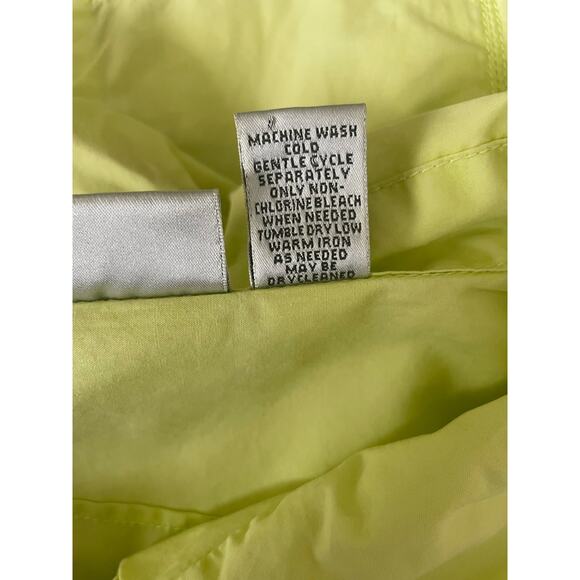 MACHINE WASH
COLD
GENTLE CYCLE
SEPARATELY
ONLY NON-
CHLORINE BLEACH
WHEN NEEDED
TUMBLE DRY LOW
WARM IRON
AS NEEDED
MAY BE
DRYCLEANED